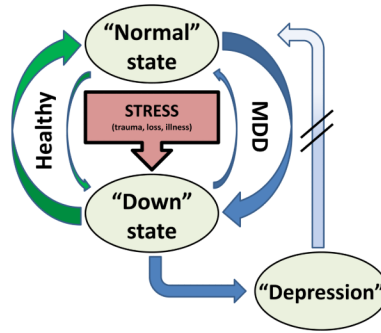 “Normal”
state
Healthy
STRESS
(trauma, loss, illness)
MDD
“Down”
state
“Depression”